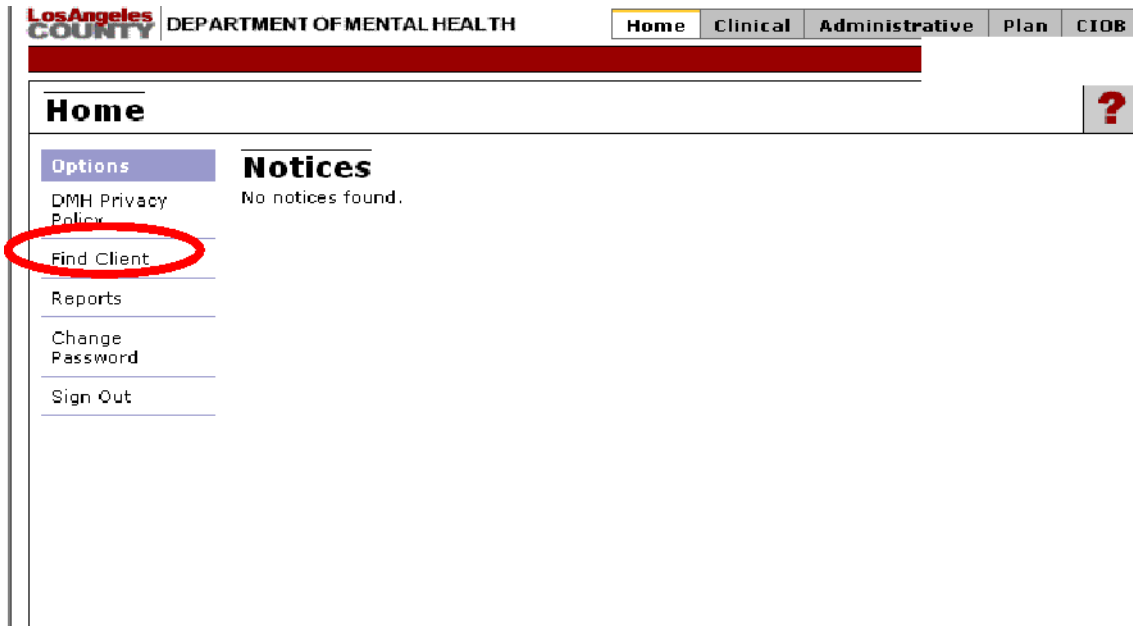 Los Angeles
COUNTY DEPARTMENT OF MENTAL HEALTH
Home Clinical Administrative Plan CIOB
Home
?
Options
DMH Privacy
Policy
Find Client
Reports
Change
Password
Sign Out
Notices
No notices found.